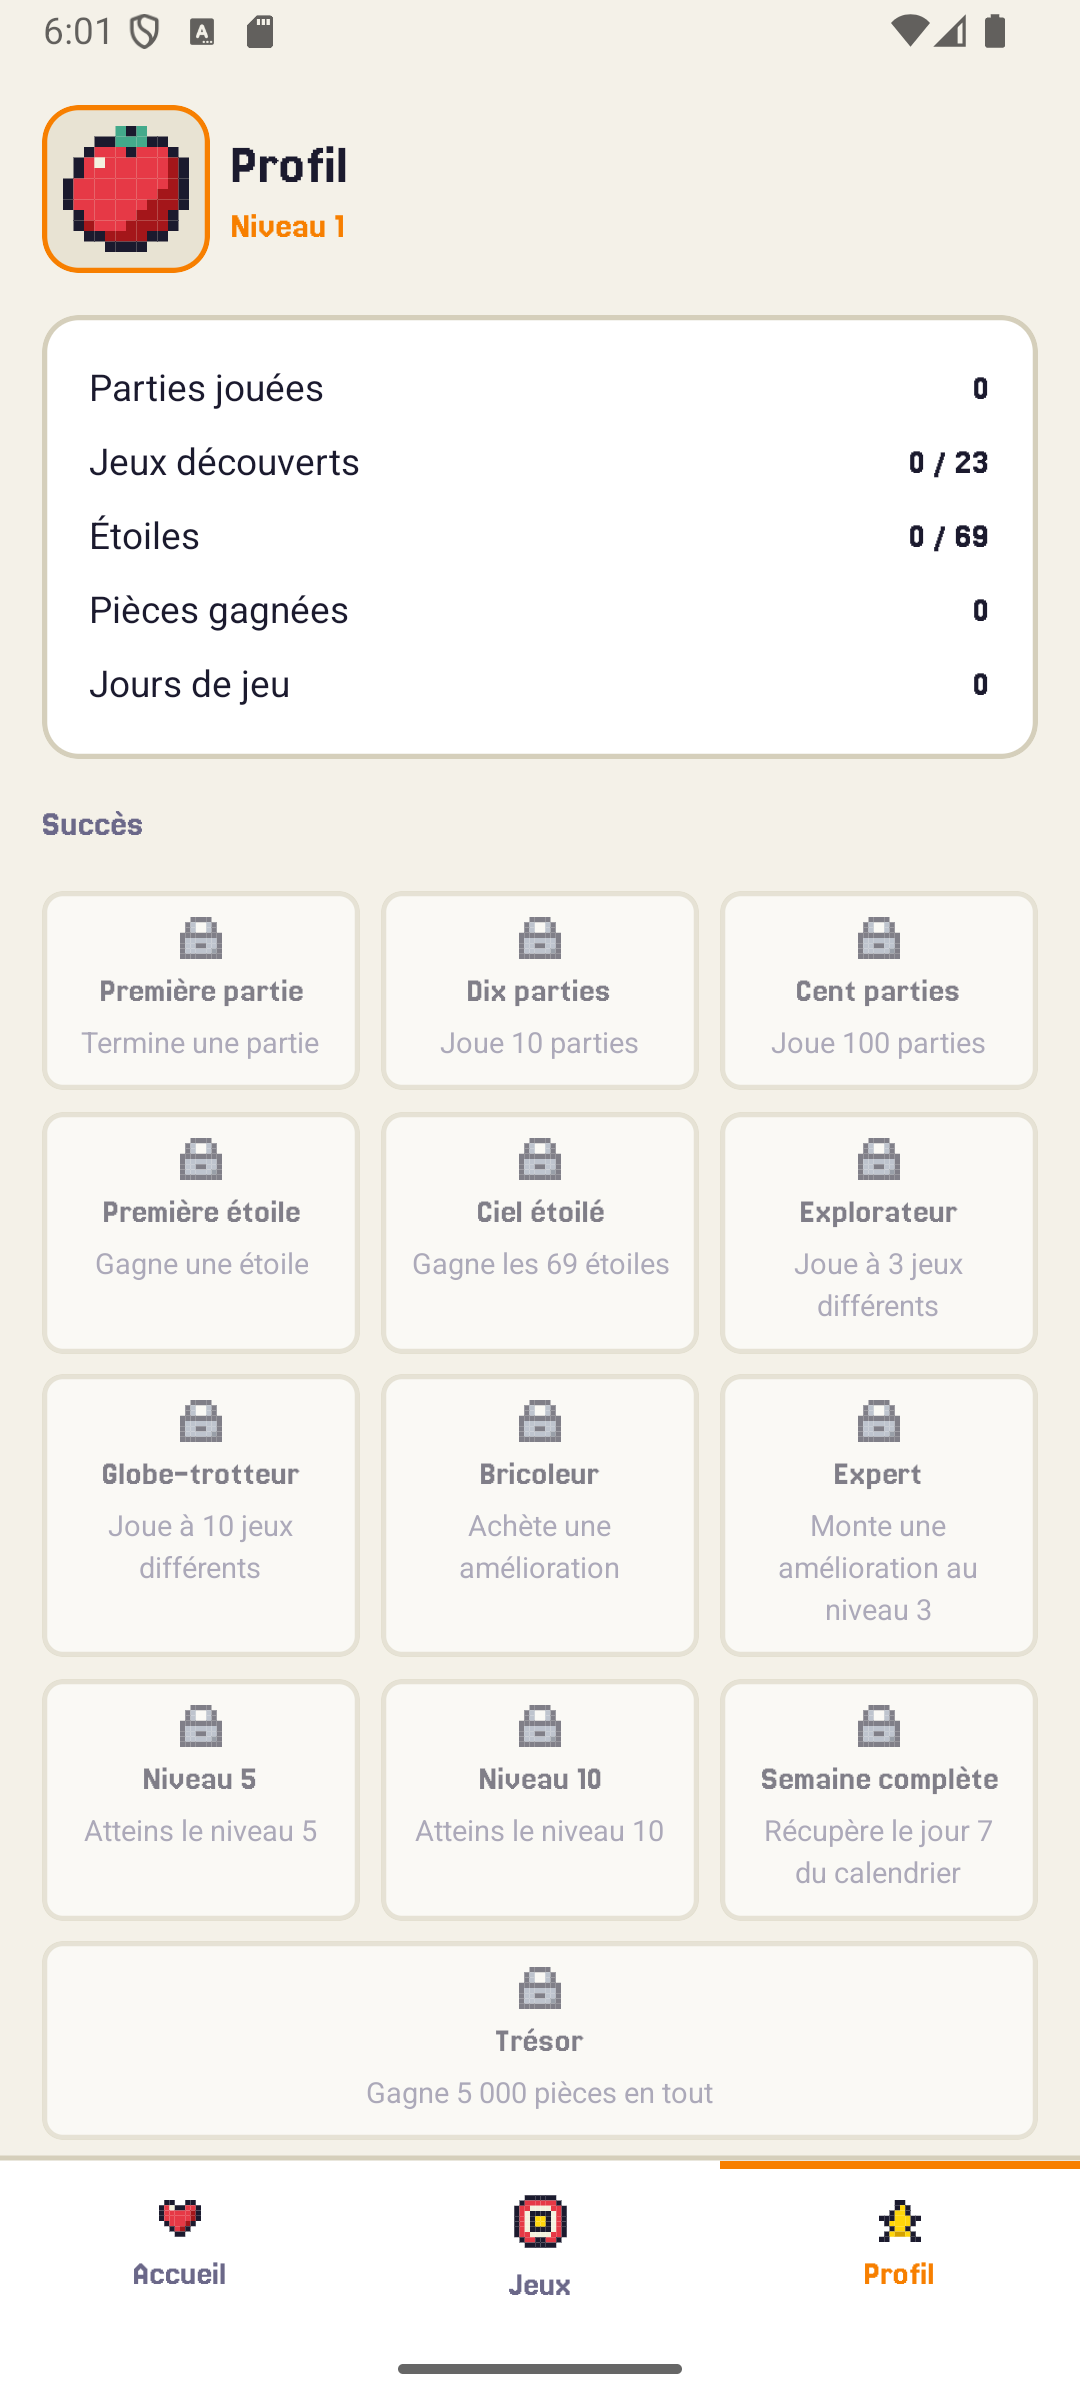 6:01
Profil
Niveau 1
Parties jouées 0
Jeux découverts 0 / 23
Étoiles 0 / 69
Pièces gagnées 0
Jours de jeu 0
Succès
Première partie
Termine une partie
Dix parties
Joue 10 parties
Cent parties
Joue 100 parties
Première étoile
Gagne une étoile
Ciel étoilé
Gagne les 69 étoiles
Explorateur
Joue à 3 jeux
différents
Globe-trotteur
Joue à 10 jeux
différents
Bricoleur
Achète une
amélioration
Expert
Monte une
amélioration au
niveau 3
Niveau 5
Atteins le niveau 5
Niveau 10
Atteins le niveau 10
Semaine complète
Récupère le jour 7
du calendrier
Trésor
Gagne 5 000 pièces en tout
Accueil
Jeux
Profil